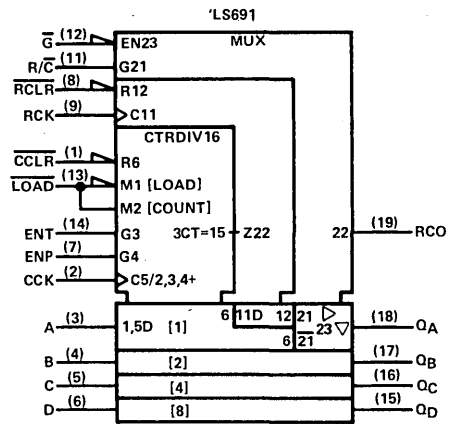 'LS691
MUX
G̅ (12) EN23
R/C̅ (11) G21
R̅C̅L̅R̅ (8) R12
RCK (9) C11
CTRDIV16
C̅C̅L̅R̅ (1) R6
L̅O̅A̅D̅ (13) M1 [LOAD]
M2 [COUNT]
ENT (14) G3 3CT=15 Z22 22 (19) RCO
ENP (7) G4
CCK (2) C5/2,3,4+
A (3) 1,5D [1] 6 11D 12 21 ▷ (18) QA
6 2̅1̅ 23 ▽
B (4) [2] (17) QB
C (5) [4] (16) QC
D (6) [8] (15) QD